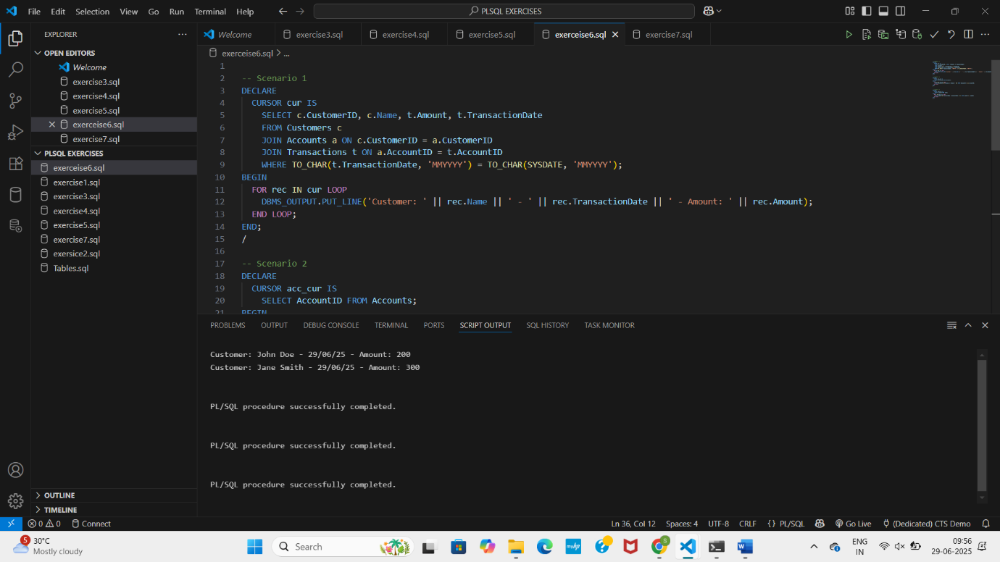 File Edit Selection View Go Run Terminal Help
PLSQL EXERCISES
EXPLORER
OPEN EDITORS
Welcome
exercise3.sql
exercise4.sql
exercise5.sql
exerceise6.sql
exercise7.sql
PLSQL EXERCISES
exerceise6.sql
exercise1.sql
exercise3.sql
exercise4.sql
exercise5.sql
exercise7.sql
exersice2.sql
Tables.sql
OUTLINE
TIMELINE
Welcome exercise3.sql exercise4.sql exercise5.sql exerceise6.sql exercise7.sql
exerceise6.sql > ...
1
2 -- Scenario 1
3 DECLARE
4 CURSOR cur IS
5 SELECT c.CustomerID, c.Name, t.Amount, t.TransactionDate
6 FROM Customers c
7 JOIN Accounts a ON c.CustomerID = a.CustomerID
8 JOIN Transactions t ON a.AccountID = t.AccountID
9 WHERE TO_CHAR(t.TransactionDate, 'MMYYYY') = TO_CHAR(SYSDATE, 'MMYYYY');
10 BEGIN
11 FOR rec IN cur LOOP
12 DBMS_OUTPUT.PUT_LINE('Customer: ' || rec.Name || ' - ' || rec.TransactionDate || ' - Amount: ' || rec.Amount);
13 END LOOP;
14 END;
15 /
16
17 -- Scenario 2
18 DECLARE
19 CURSOR acc_cur IS
20 SELECT AccountID FROM Accounts;
21 BEGIN
PROBLEMS OUTPUT DEBUG CONSOLE TERMINAL PORTS SCRIPT OUTPUT SQL HISTORY TASK MONITOR
Customer: John Doe - 29/06/25 - Amount: 200
Customer: Jane Smith - 29/06/25 - Amount: 300
PL/SQL procedure successfully completed.
PL/SQL procedure successfully completed.
PL/SQL procedure successfully completed.
0 0 Connect
Ln 36, Col 12 Spaces: 4 UTF-8 CRLF {} PL/SQL Go Live (Dedicated) CTS Demo
5
30°C
Mostly cloudy
Search
myhp
S
ENG
IN
09:56
29-06-2025